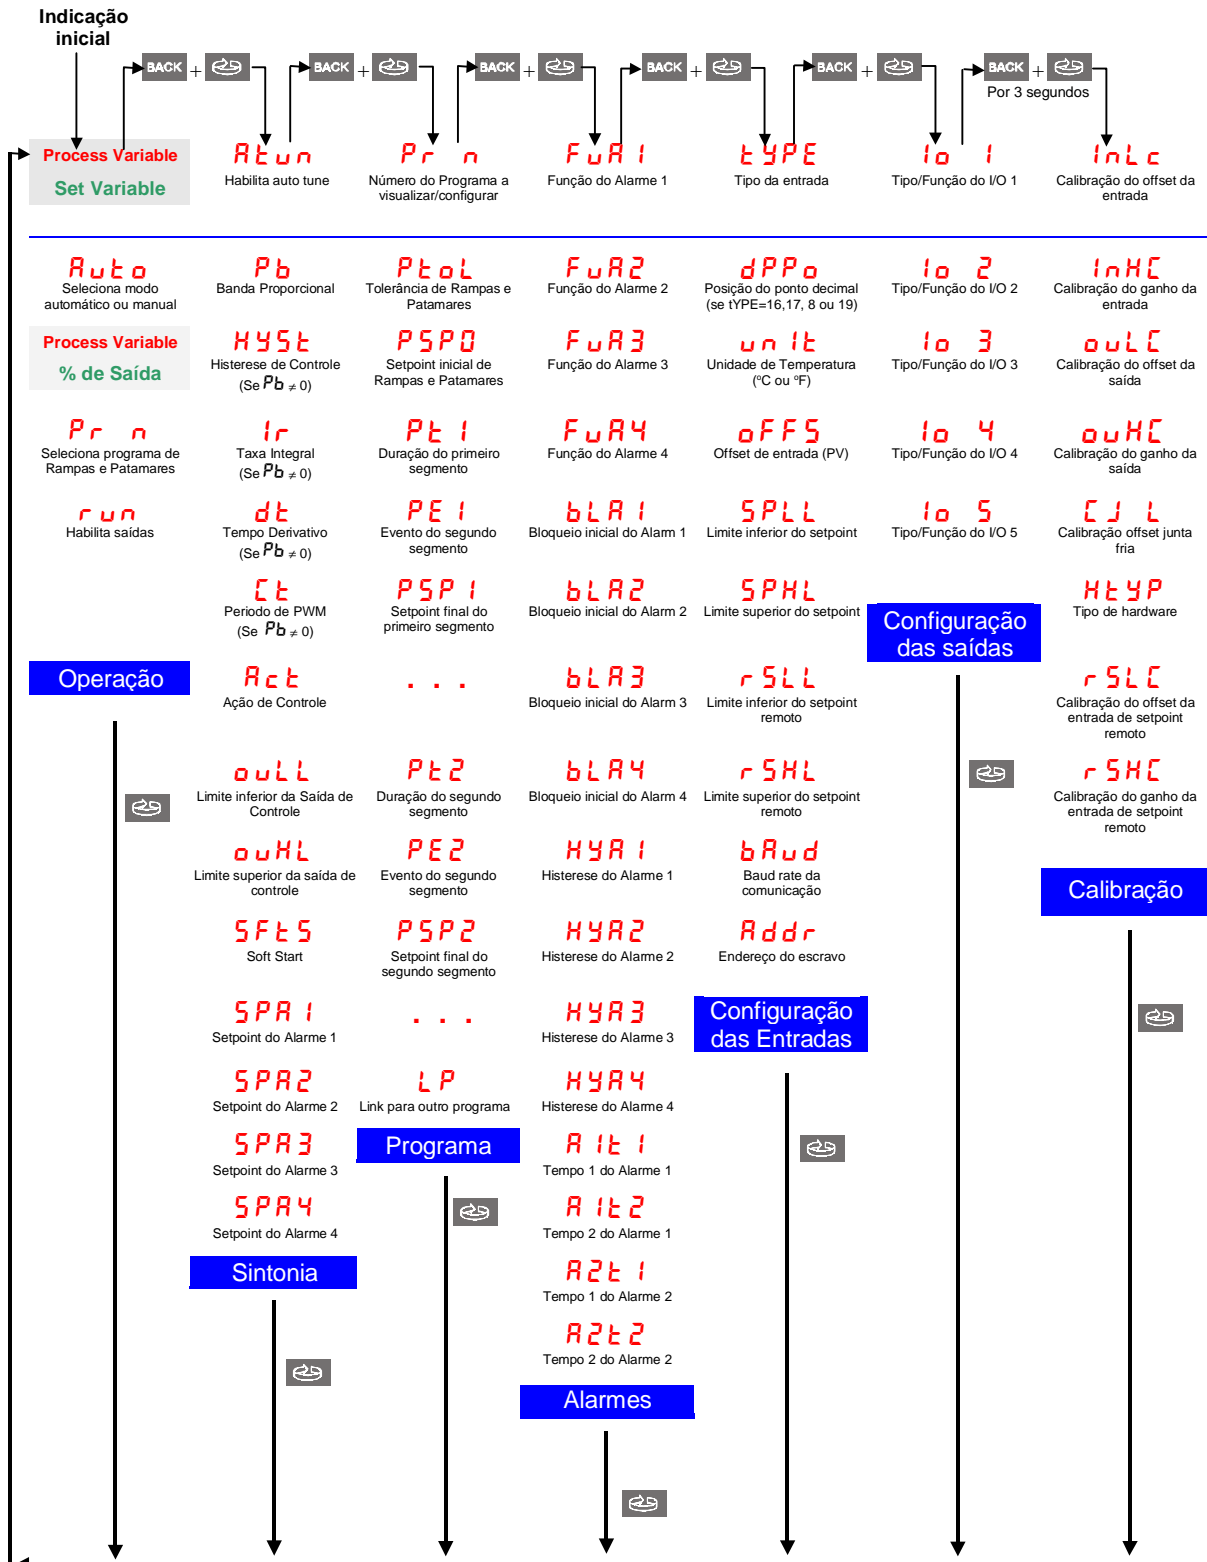 Indicação
inicial
BACK + BACK + BACK + BACK + BACK + BACK +
Por 3 segundos
Process Variable
Set Variable
Atun
Habilita auto tune
Pr n
Número do Programa a
visualizar/configurar
FuA1
Função do Alarme 1
tYPE
Tipo da entrada
Io 1
Tipo/Função do I/O 1
InLc
Calibração do offset da
entrada
Auto
Seleciona modo
automático ou manual
Process Variable
% de Saída
Pr n
Seleciona programa de
Rampas e Patamares
run
Habilita saídas
Operação
Pb
Banda Proporcional
HYSt
Histerese de Controle
(Se Pb ≠ 0)
Ir
Taxa Integral
(Se Pb ≠ 0)
dt
Tempo Derivativo
(Se Pb ≠ 0)
Ct
Periodo de PWM
(Se Pb ≠ 0)
Act
Ação de Controle
ouLL
Limite inferior da Saída de
Controle
ouHL
Limite superior da saída de
controle
SFtS
Soft Start
SPA1
Setpoint do Alarme 1
SPA2
Setpoint do Alarme 2
SPA3
Setpoint do Alarme 3
SPA4
Setpoint do Alarme 4
Sintonia
PtoL
Tolerância de Rampas e
Patamares
PSP0
Setpoint inicial de
Rampas e Patamares
Pt1
Duração do primeiro
segmento
PE1
Evento do segundo
segmento
PSP1
Setpoint final do
primeiro segmento
. . .
Pt2
Duração do segundo
segmento
PE2
Evento do segundo
segmento
PSP2
Setpoint final do
segundo segmento
. . .
LP
Link para outro programa
Programa
FuA2
Função do Alarme 2
FuA3
Função do Alarme 3
FuA4
Função do Alarme 4
bLA1
Bloqueio inicial do Alarm 1
bLA2
Bloqueio inicial do Alarm 2
bLA3
Bloqueio inicial do Alarm 3
bLA4
Bloqueio inicial do Alarm 4
HYA1
Histerese do Alarme 1
HYA2
Histerese do Alarme 2
HYA3
Histerese do Alarme 3
HYA4
Histerese do Alarme 4
A1t1
Tempo 1 do Alarme 1
A1t2
Tempo 2 do Alarme 1
A2t1
Tempo 1 do Alarme 2
A2t2
Tempo 2 do Alarme 2
Alarmes
dPPo
Posição do ponto decimal
(se tYPE=16,17, 8 ou 19)
unIt
Unidade de Temperatura
(ºC ou ºF)
oFFS
Offset de entrada (PV)
SPLL
Limite inferior do setpoint
SPHL
Limite superior do setpoint
rSLL
Limite inferior do setpoint
remoto
rSHL
Limite superior do setpoint
remoto
bAud
Baud rate da
comunicação
Addr
Endereço do escravo
Configuração
das Entradas
Io 2
Tipo/Função do I/O 2
Io 3
Tipo/Função do I/O 3
Io 4
Tipo/Função do I/O 4
Io 5
Tipo/Função do I/O 5
Configuração
das saídas
InHC
Calibração do ganho da
entrada
ouLC
Calibração do offset da
saída
ouHC
Calibração do ganho da
saída
CJ L
Calibração offset junta
fria
HtYP
Tipo de hardware
rSLC
Calibração do offset da
entrada de setpoint
remoto
rSHC
Calibração do ganho da
entrada de setpoint
remoto
Calibração